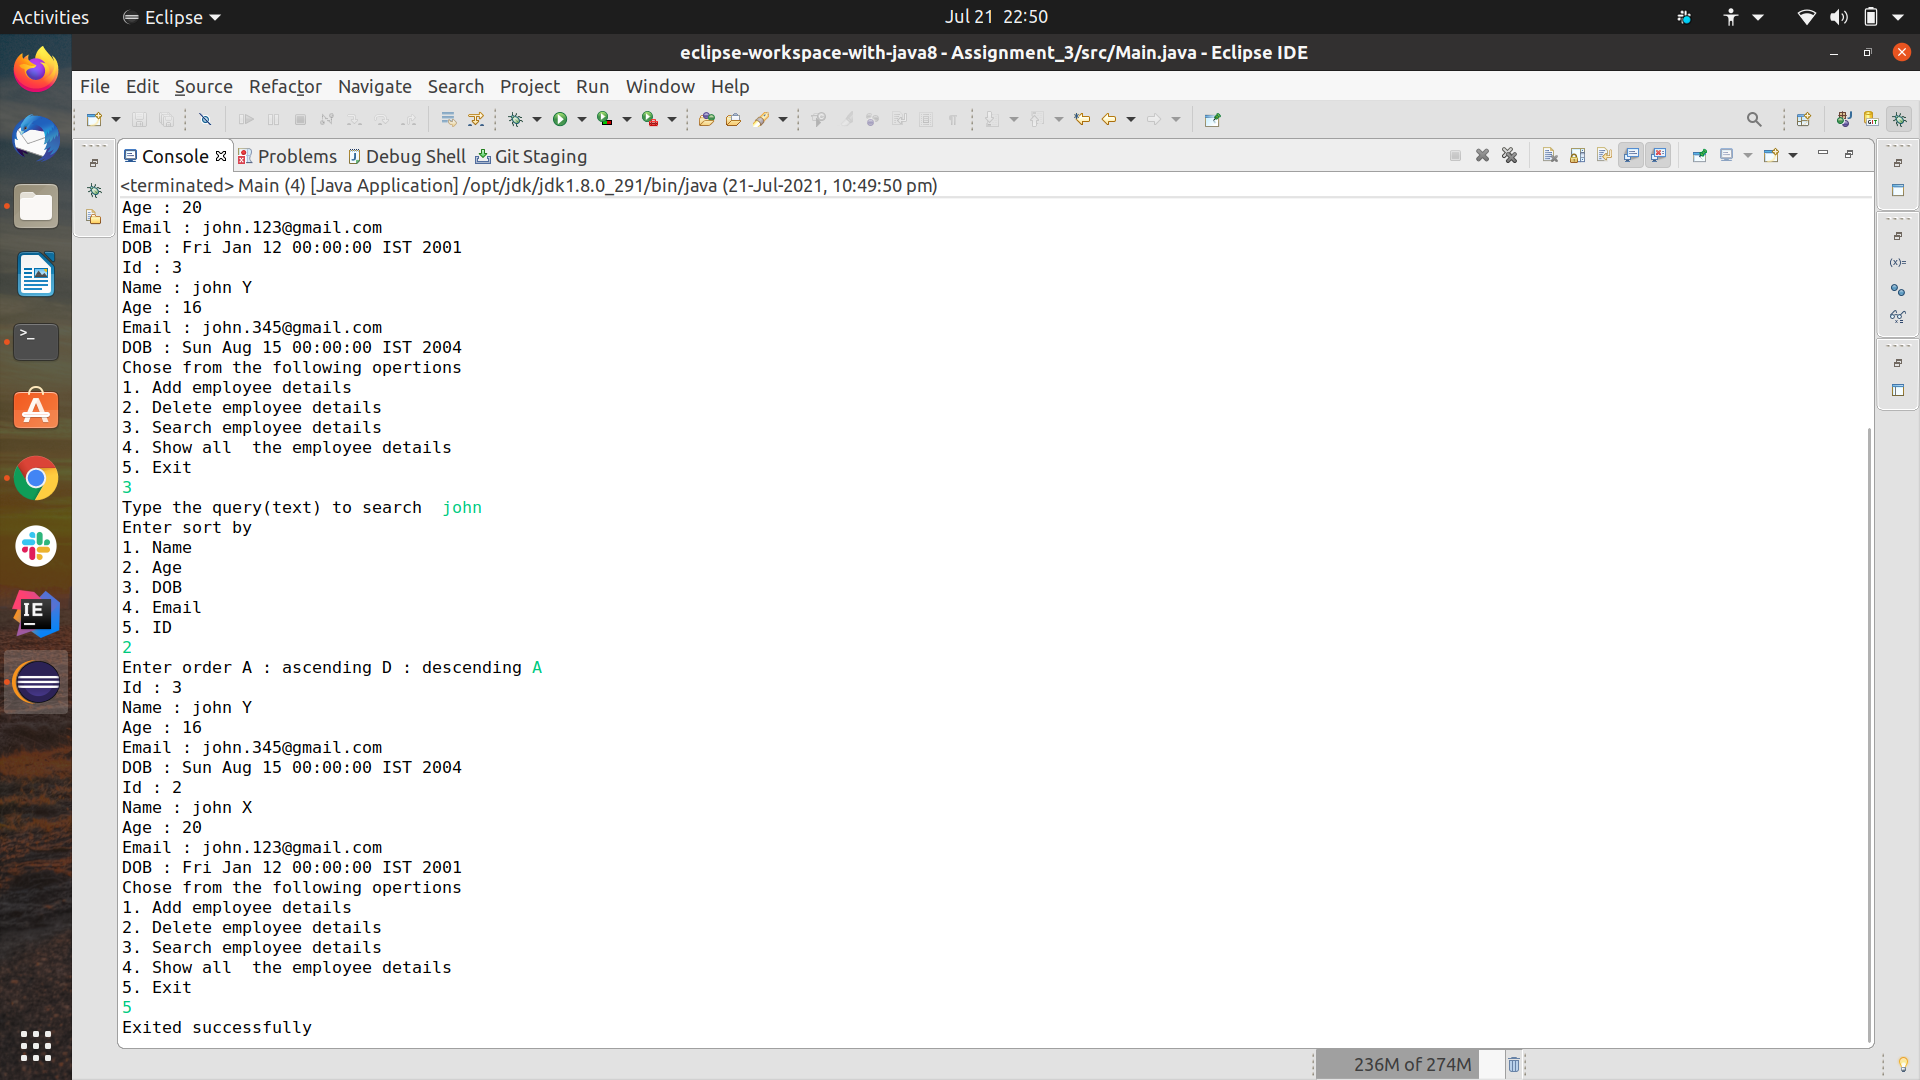 Activities Eclipse Jul 21 22:50
eclipse-workspace-with-java8 - Assignment_3/src/Main.java - Eclipse IDE
File Edit Source Refactor Navigate Search Project Run Window Help
Console Problems Debug Shell Git Staging
<terminated> Main (4) [Java Application] /opt/jdk/jdk1.8.0_291/bin/java (21-Jul-2021, 10:49:50 pm)
Age : 20
Email : john.123@gmail.com
DOB : Fri Jan 12 00:00:00 IST 2001
Id : 3
Name : john Y
Age : 16
Email : john.345@gmail.com
DOB : Sun Aug 15 00:00:00 IST 2004
Chose from the following opertions
1. Add employee details
2. Delete employee details
3. Search employee details
4. Show all  the employee details
5. Exit
3
Type the query(text) to search  john
Enter sort by
1. Name
2. Age
3. DOB
4. Email
5. ID
2
Enter order A : ascending D : descending A
Id : 3
Name : john Y
Age : 16
Email : john.345@gmail.com
DOB : Sun Aug 15 00:00:00 IST 2004
Id : 2
Name : john X
Age : 20
Email : john.123@gmail.com
DOB : Fri Jan 12 00:00:00 IST 2001
Chose from the following opertions
1. Add employee details
2. Delete employee details
3. Search employee details
4. Show all  the employee details
5. Exit
5
Exited successfully
236M of 274M